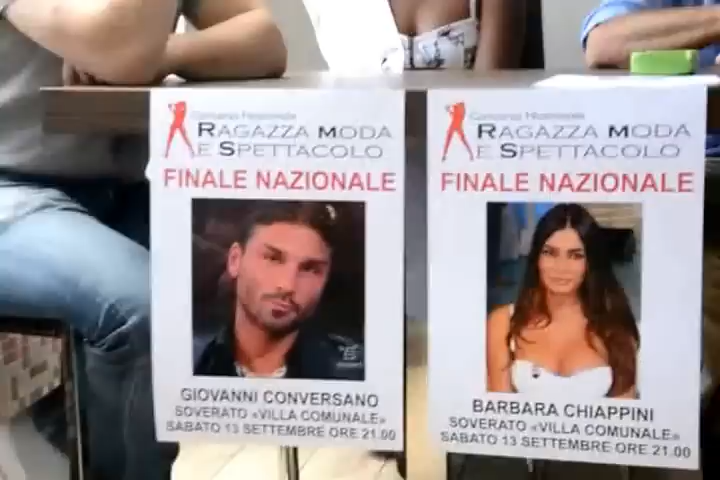 Concorso Nazionale
RAGAZZA MODA
E SPETTACOLO
FINALE NAZIONALE
GIOVANNI CONVERSANO
SOVERATO «VILLA COMUNALE»
SABATO 13 SETTEMBRE ORE 21.00
Concorso Nazionale
RAGAZZA MODA
E SPETTACOLO
FINALE NAZIONALE
BARBARA CHIAPPINI
SOVERATO «VILLA COMUNALE»
SABATO 13 SETTEMBRE ORE 21.00